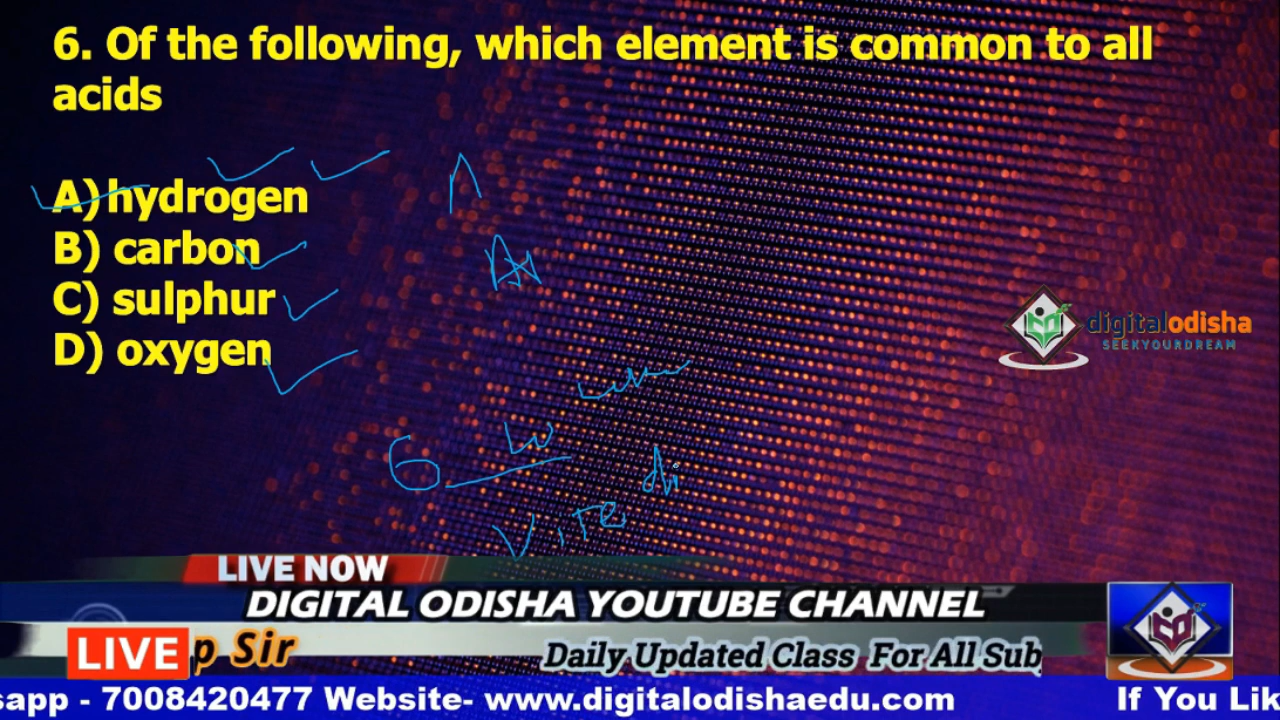 6. Of the following, which element is common to all
acids
A) hydrogen
B) carbon
C) sulphur
D) oxygen
digitalodisha
SEEKYOURDREAM
6
LIVE NOW
DIGITAL ODISHA YOUTUBE CHANNEL
LIVE p Sir Daily Updated Class For All Sub
sapp - 7008420477 Website- www.digitalodishaedu.com If You Lik